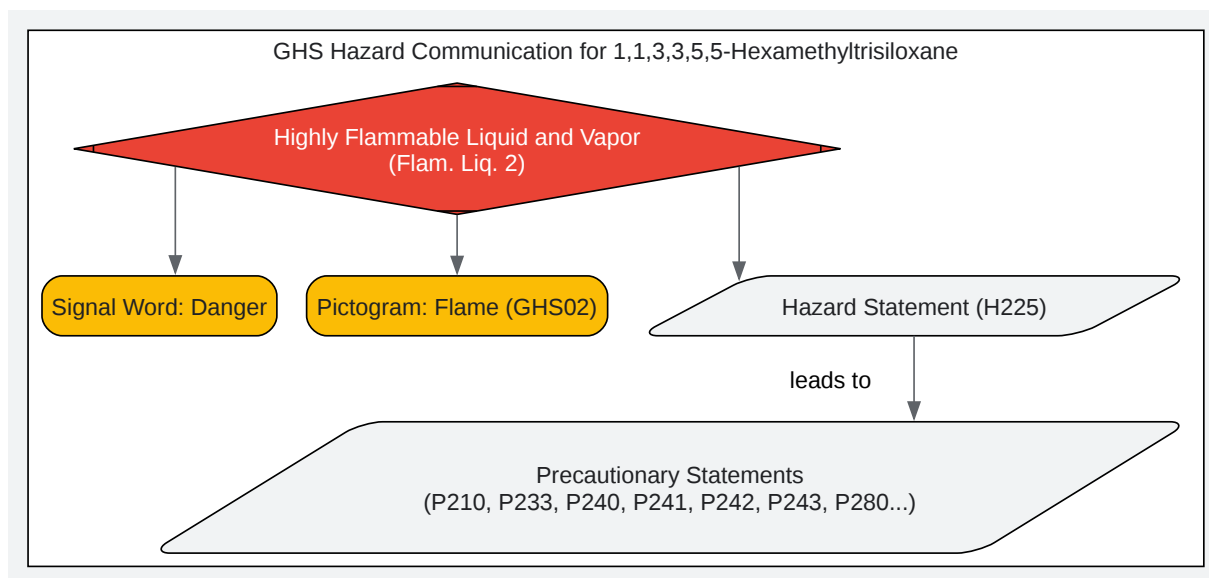 GHS Hazard Communication for 1,1,3,3,5,5-Hexamethyltrisiloxane
Highly Flammable Liquid and Vapor
(Flam. Liq. 2)
Signal Word: Danger
Pictogram: Flame (GHS02)
Hazard Statement (H225)
leads to
Precautionary Statements
(P210, P233, P240, P241, P242, P243, P280...)